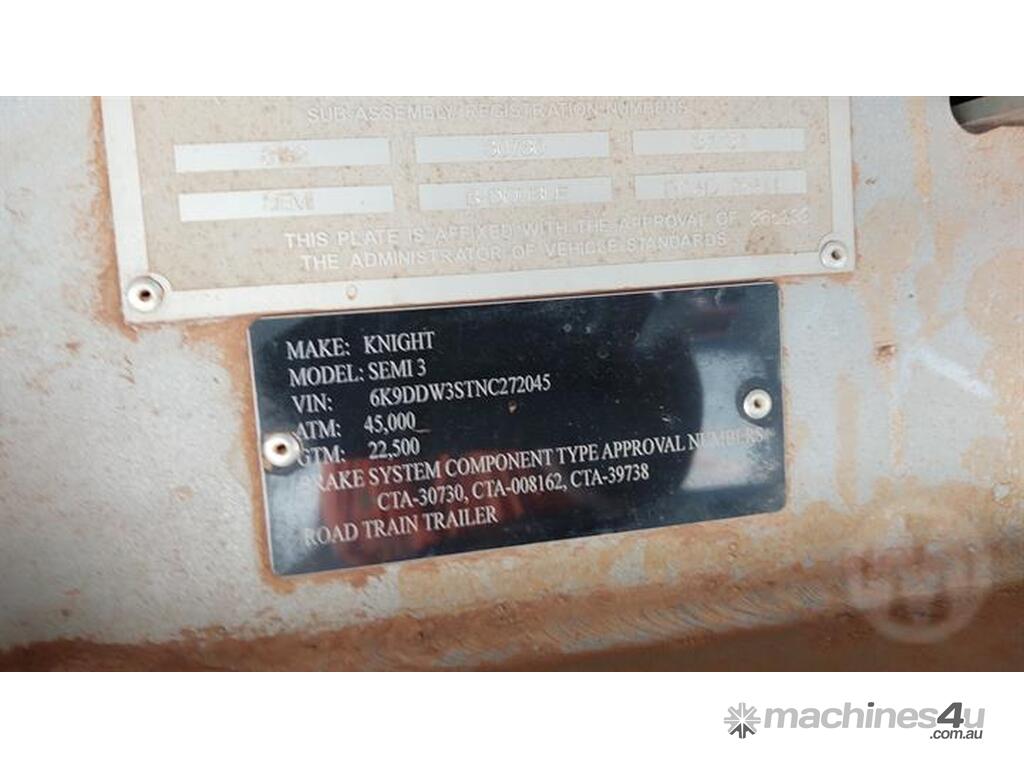 SUB-ASSEMBLY REGISTRATION NUMBERS
SEMI B-DOUBLE
THIS PLATE IS AFFIXED WITH THE APPROVAL OF
THE ADMINISTRATOR OF VEHICLE STANDARDS
MAKE: KNIGHT
MODEL: SEMI 3
VIN: 6K9DDW3STNC272045
ATM: 45,000
GTM: 22,500
BRAKE SYSTEM COMPONENT TYPE APPROVAL NUMBERS
CTA-30730, CTA-008162, CTA-39738
ROAD TRAIN TRAILER
machines4u
.com.au